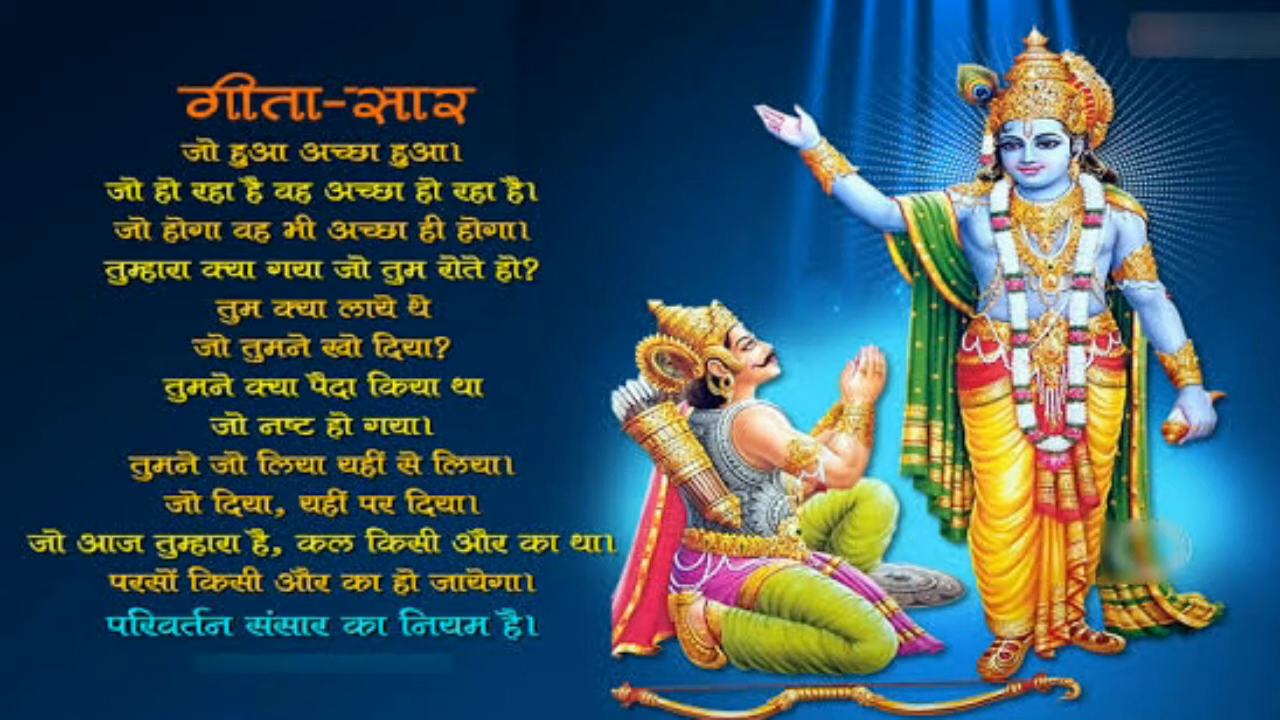 गीता-सार
जो हुआ अच्छा हुआ।
जो हो रहा है वह अच्छा हो रहा है।
जो होगा वह भी अच्छा ही होगा।
तुम्हारा क्या गया जो तुम रोते हो?
तुम क्या लाये थे
जो तुमने खो दिया?
तुमने क्या पैदा किया था
जो नष्ट हो गया।
तुमने जो लिया यहीं से लिया।
जो दिया, यहीं पर दिया।
जो आज तुम्हारा है, कल किसी और का था।
परसों किसी और का हो जायेगा।
परिवर्तन संसार का नियम है।